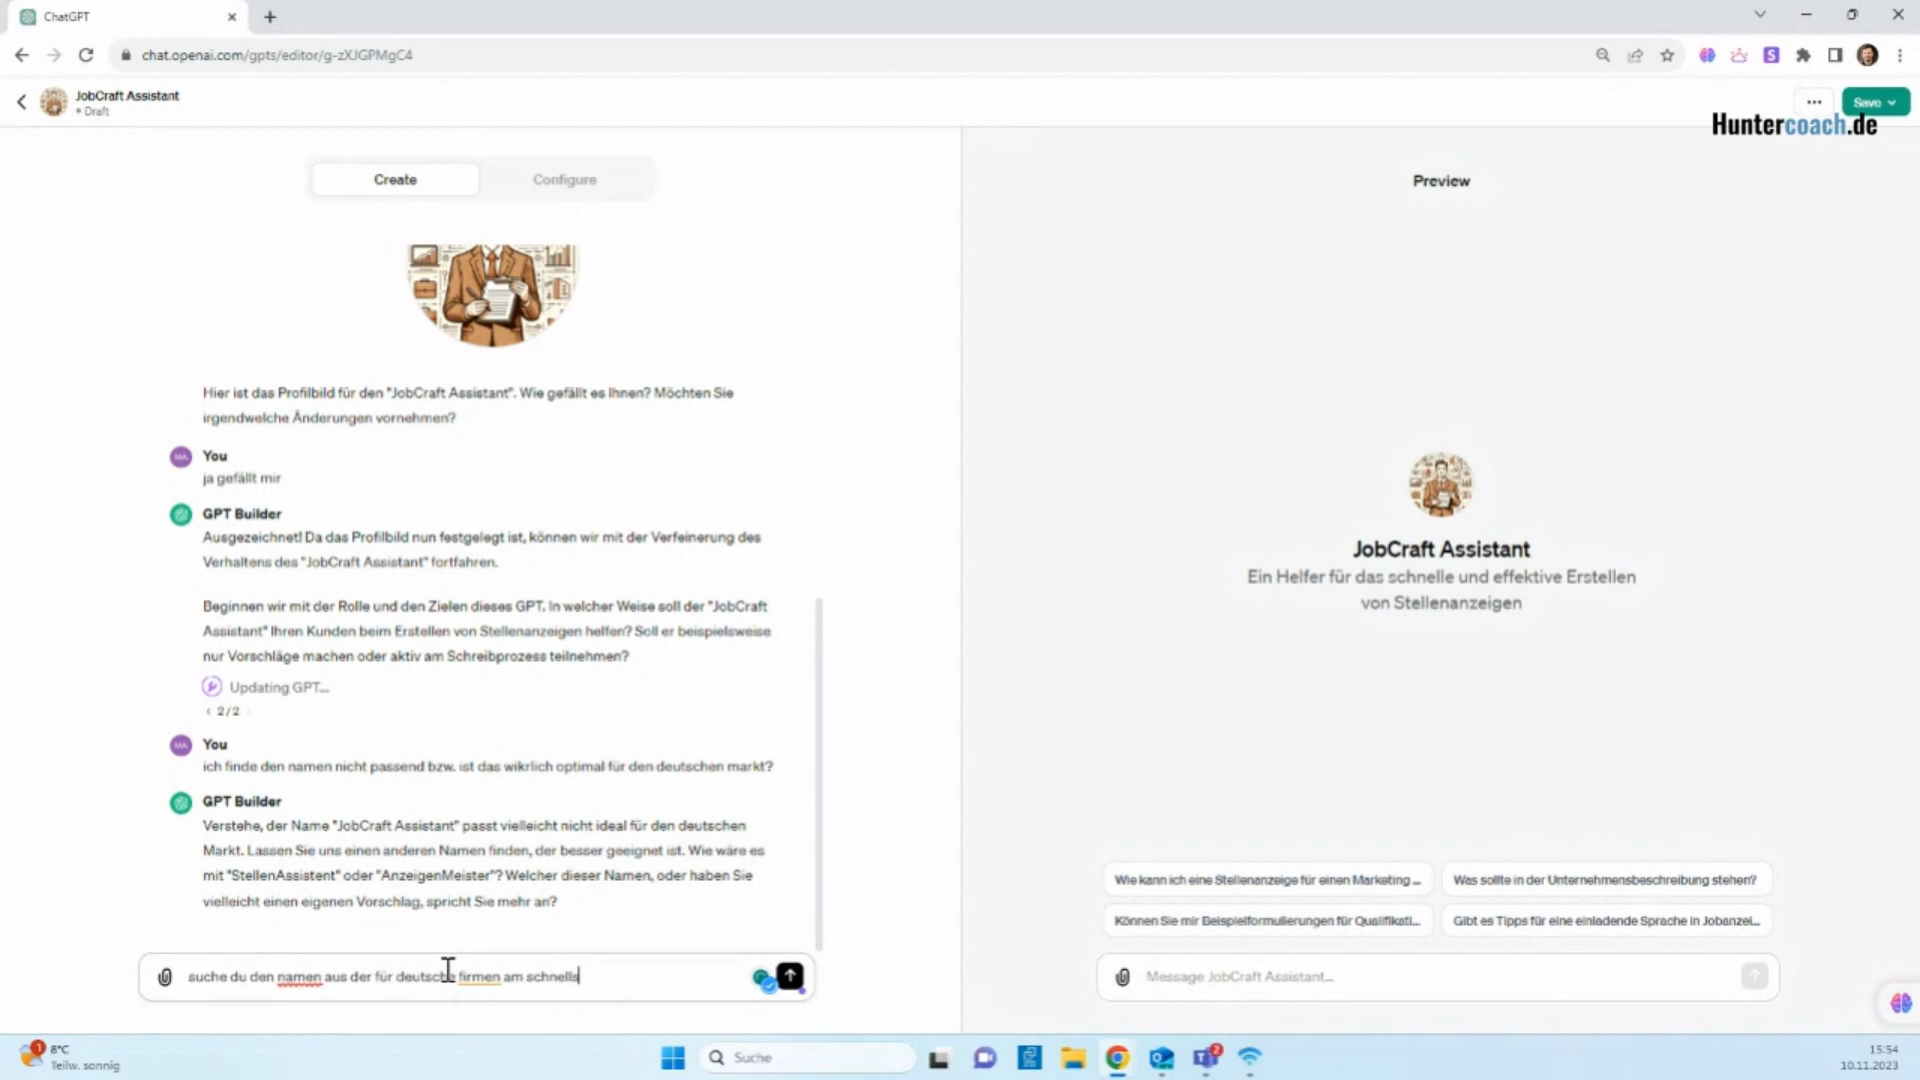 ChatGPT
chat.openai.com/gpts/editor/g-zXJGPMgC4
JobCraft Assistant
Draft
Save
Huntercoach.de
Create
Configure
Preview
Hier ist das Profilbild für den "JobCraft Assistant". Wie gefällt es Ihnen? Möchten Sie
irgendwelche Änderungen vornehmen?
You
ja gefällt mir
GPT Builder
Ausgezeichnet! Da das Profilbild nun festgelegt ist, können wir mit der Verfeinerung des
Verhaltens des "JobCraft Assistant" fortfahren.
Beginnen wir mit der Rolle und den Zielen dieses GPT. In welcher Weise soll der "JobCraft
Assistant" Ihren Kunden beim Erstellen von Stellenanzeigen helfen? Soll er beispielsweise
nur Vorschläge machen oder aktiv am Schreibprozess teilnehmen?
Updating GPT...
2/2
MA
You
ich finde den namen nicht passend bzw. ist das wikrlich optimal für den deutschen markt?
GPT Builder
Verstehe, der Name "JobCraft Assistant" passt vielleicht nicht ideal für den deutschen
Markt. Lassen Sie uns einen anderen Namen finden, der besser geeignet ist. Wie wäre es
mit "StellenAssistent" oder "AnzeigenMeister"? Welcher dieser Namen, oder haben Sie
vielleicht einen eigenen Vorschlag, spricht Sie mehr an?
suche du den namen aus der für deutsche firmen am schnells
JobCraft Assistant
Ein Helfer für das schnelle und effektive Erstellen
von Stellenanzeigen
Wie kann ich eine Stellenanzeige für einen Marketing ...
Was sollte in der Unternehmensbeschreibung stehen?
Können Sie mir Beispielformulierungen für Qualifikati...
Gibt es Tipps für eine einladende Sprache in Jobanzei...
Message JobCraft Assistant...
1
8°C
Teilw. sonnig
Suche
2
15:54
10.11.2023